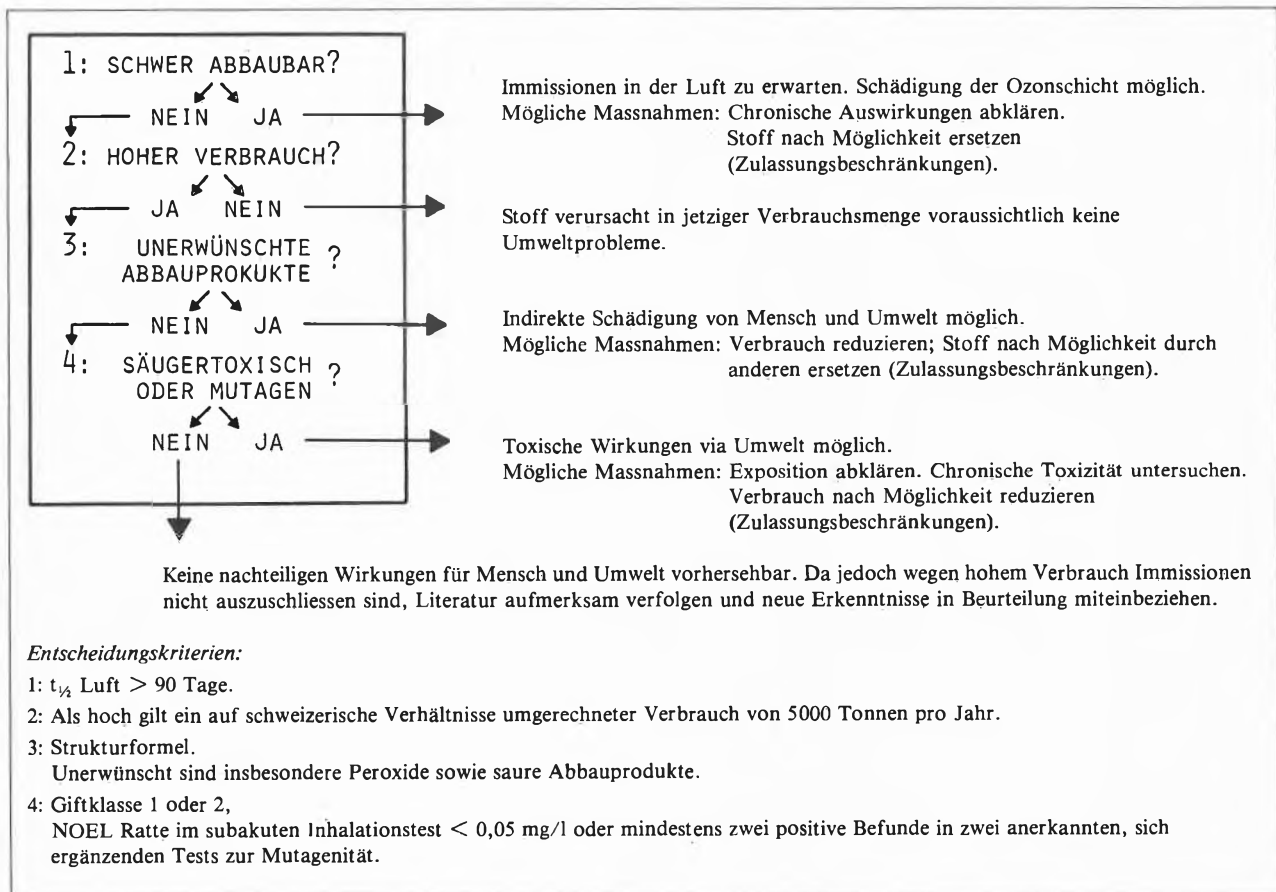 1: SCHWER ABBAUBAR?
NEIN JA
Immissionen in der Luft zu erwarten. Schädigung der Ozonschicht möglich.
Mögliche Massnahmen: Chronische Auswirkungen abklären.
Stoff nach Möglichkeit ersetzen
(Zulassungsbeschränkungen).
2: HOHER VERBRAUCH?
JA NEIN
Stoff verursacht in jetziger Verbrauchsmenge voraussichtlich keine
Umweltprobleme.
3: UNERWÜNSCHTE
ABBAUPROKUKTE ?
NEIN JA
Indirekte Schädigung von Mensch und Umwelt möglich.
Mögliche Massnahmen: Verbrauch reduzieren; Stoff nach Möglichkeit durch
anderen ersetzen (Zulassungsbeschränkungen).
4: SÄUGERTOXISCH
ODER MUTAGEN ?
NEIN JA
Toxische Wirkungen via Umwelt möglich.
Mögliche Massnahmen: Exposition abklären. Chronische Toxizität untersuchen.
Verbrauch nach Möglichkeit reduzieren
(Zulassungsbeschränkungen).
Keine nachteiligen Wirkungen für Mensch und Umwelt vorhersehbar. Da jedoch wegen hohem Verbrauch Immissionen
nicht auszuschliessen sind, Literatur aufmerksam verfolgen und neue Erkenntnisse in Beurteilung miteinbeziehen.
Entscheidungskriterien:
1: t½ Luft > 90 Tage.
2: Als hoch gilt ein auf schweizerische Verhältnisse umgerechneter Verbrauch von 5000 Tonnen pro Jahr.
3: Strukturformel.
Unerwünscht sind insbesondere Peroxide sowie saure Abbauprodukte.
4: Giftklasse 1 oder 2,
NOEL Ratte im subakuten Inhalationstest < 0,05 mg/l oder mindestens zwei positive Befunde in zwei anerkannten, sich
ergänzenden Tests zur Mutagenität.